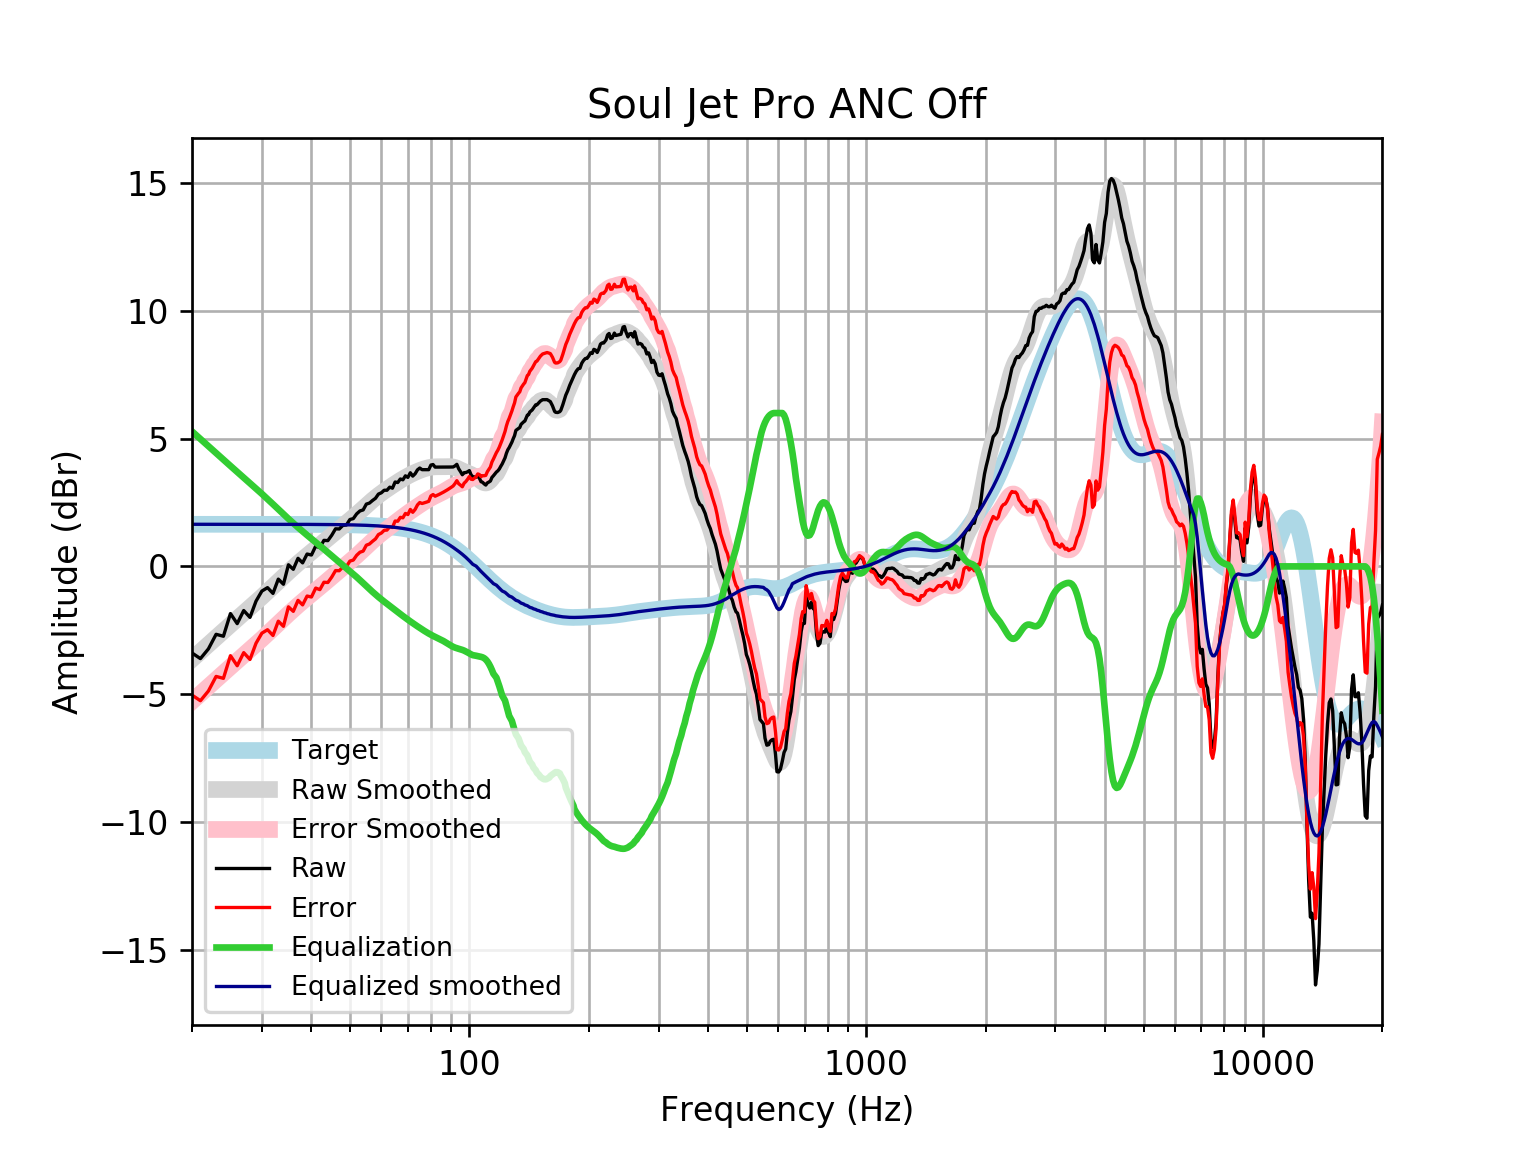 Soul Jet Pro ANC Off
15
10
5
0
−5
−10
−15
Amplitude (dBr)
Target
Raw Smoothed
Error Smoothed
Raw
Error
Equalization
Equalized smoothed
100
1000
10000
Frequency (Hz)